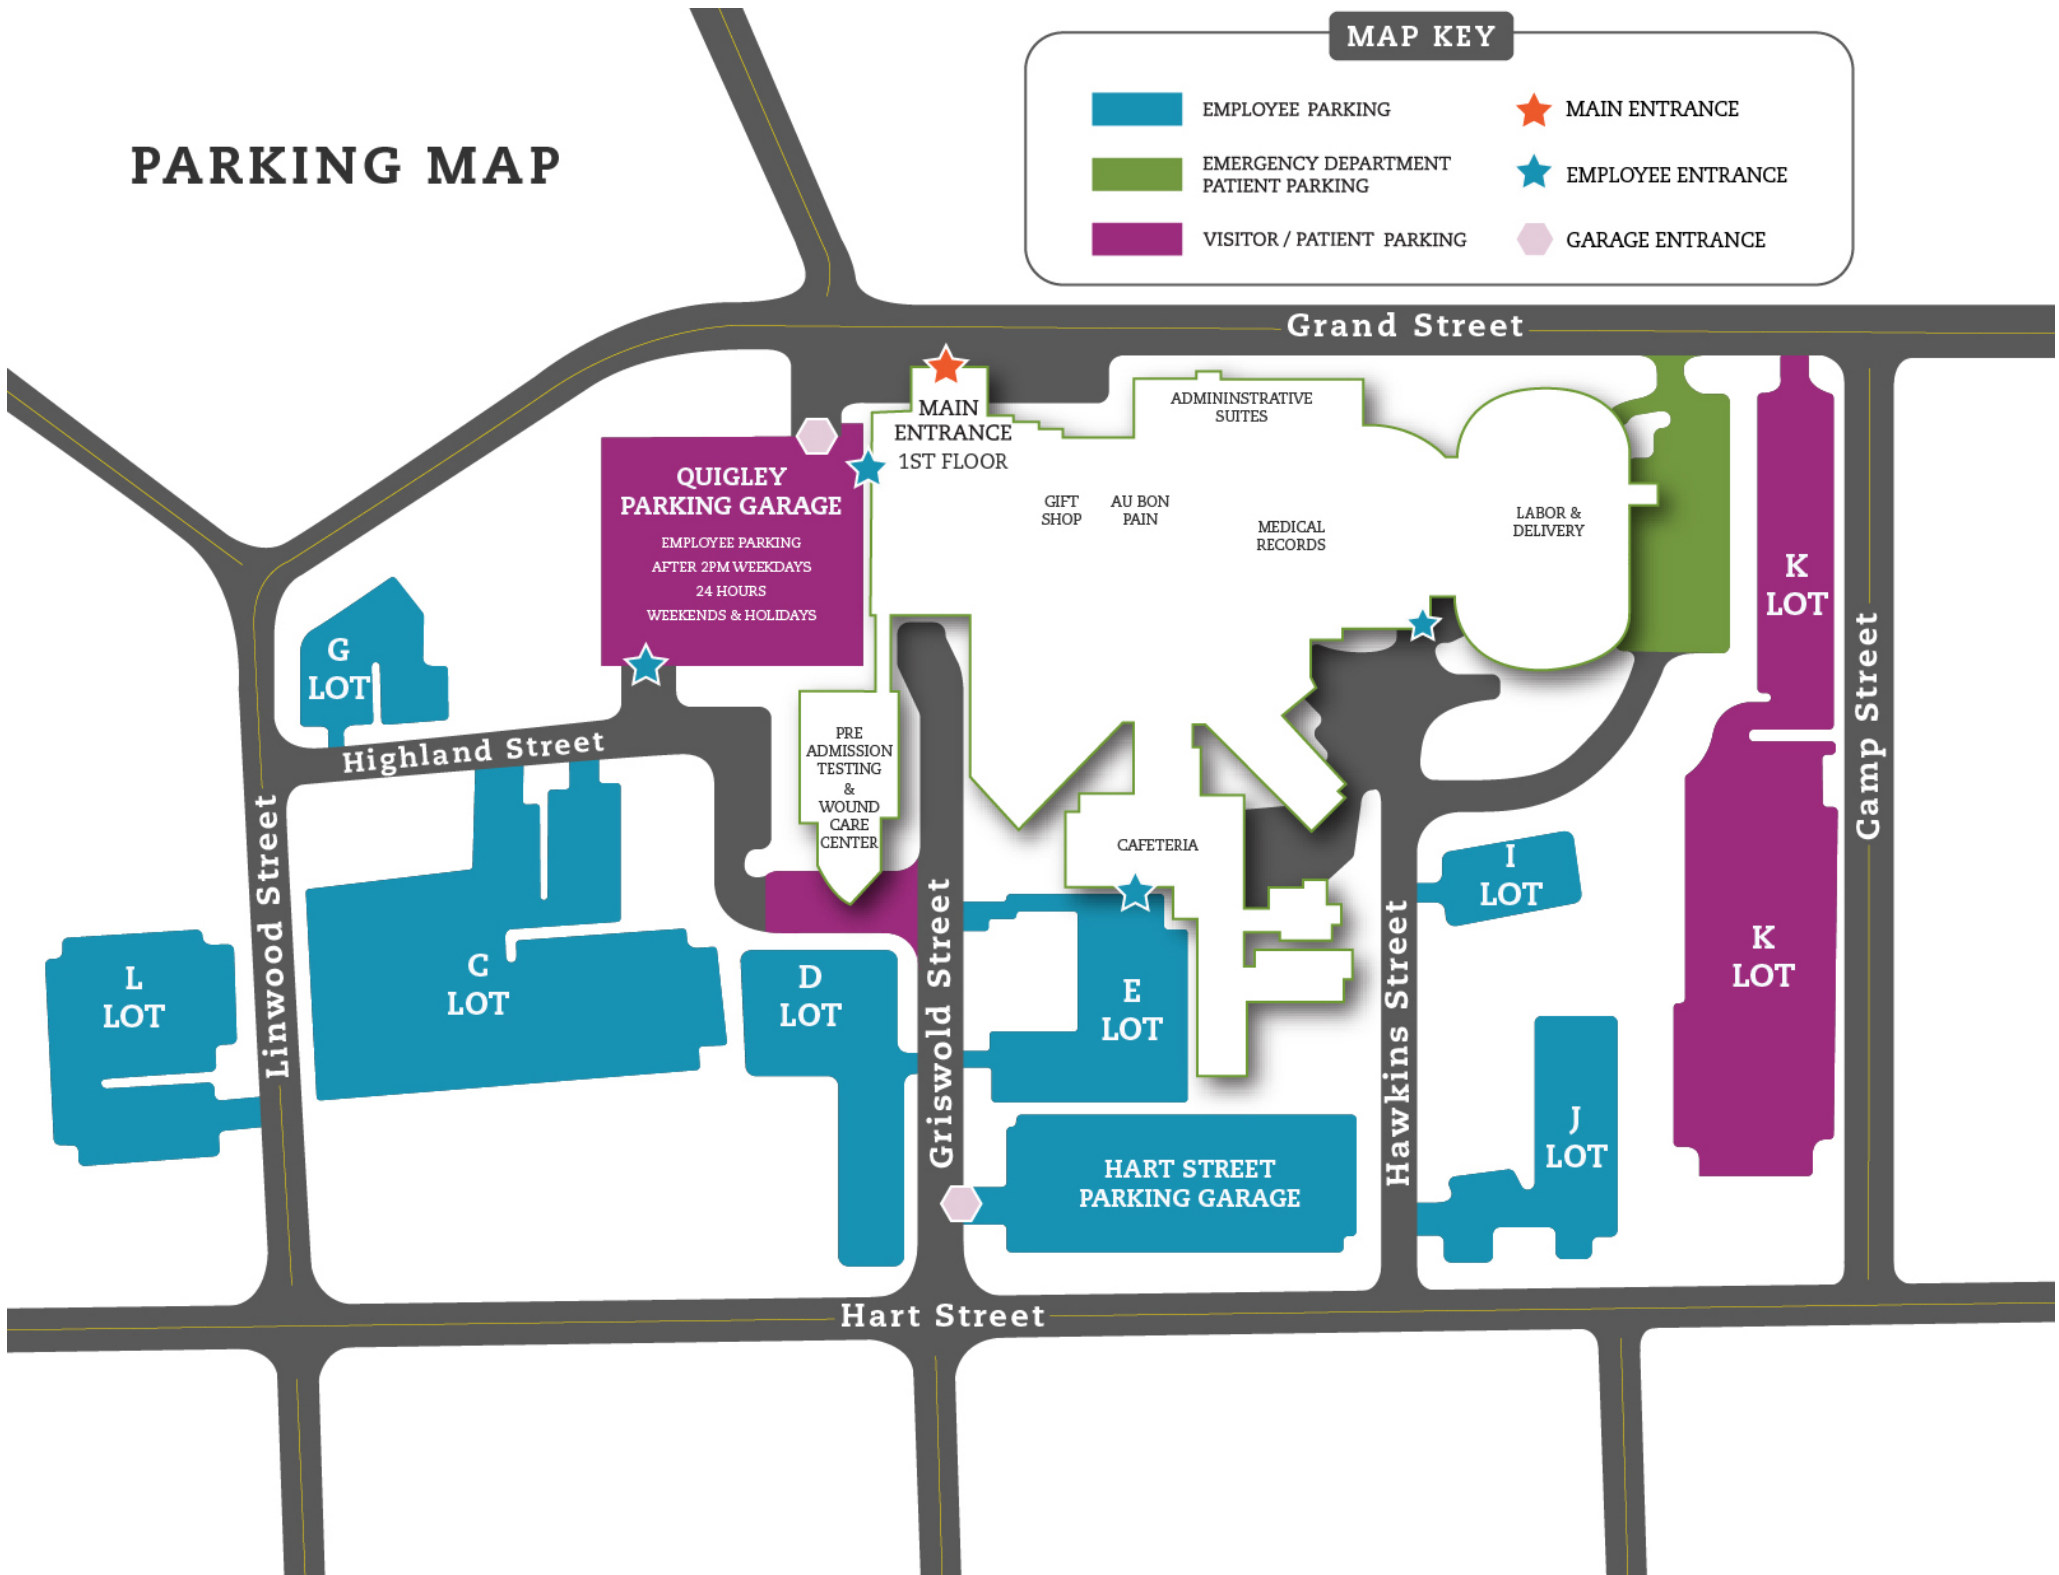 MAP KEY
PARKING MAP
EMPLOYEE PARKING
MAIN ENTRANCE
EMERGENCY DEPARTMENT
PATIENT PARKING
EMPLOYEE ENTRANCE
VISITOR / PATIENT PARKING
GARAGE ENTRANCE
Grand Street
MAIN
ENTRANCE
1ST FLOOR
ADMININSTRATIVE
SUITES
QUIGLEY
PARKING GARAGE
EMPLOYEE PARKING
AFTER 2PM WEEKDAYS
24 HOURS
WEEKENDS & HOLIDAYS
GIFT
SHOP
AU BON
PAIN
MEDICAL
RECORDS
LABOR &
DELIVERY
K
LOT
G
LOT
Highland Street
PRE
ADMISSION
TESTING
&
WOUND
CARE
CENTER
CAFETERIA
Camp Street
I
LOT
Linwood Street
L
LOT
C
LOT
D
LOT
Griswold Street
E
LOT
Hawkins Street
K
LOT
J
LOT
HART STREET
PARKING GARAGE
Hart Street